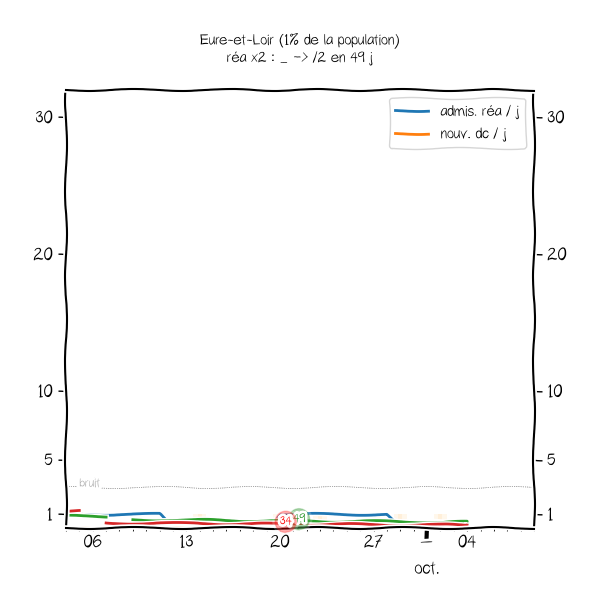 Eure-et-Loir (1% de la population)
réa x2 : _ -> /2 en 49 j
admis. réa / j
nouv. dc / j
30
30
20
20
10
10
5
5
bruit
1
1
34
49
06
13
20
27
04
oct.